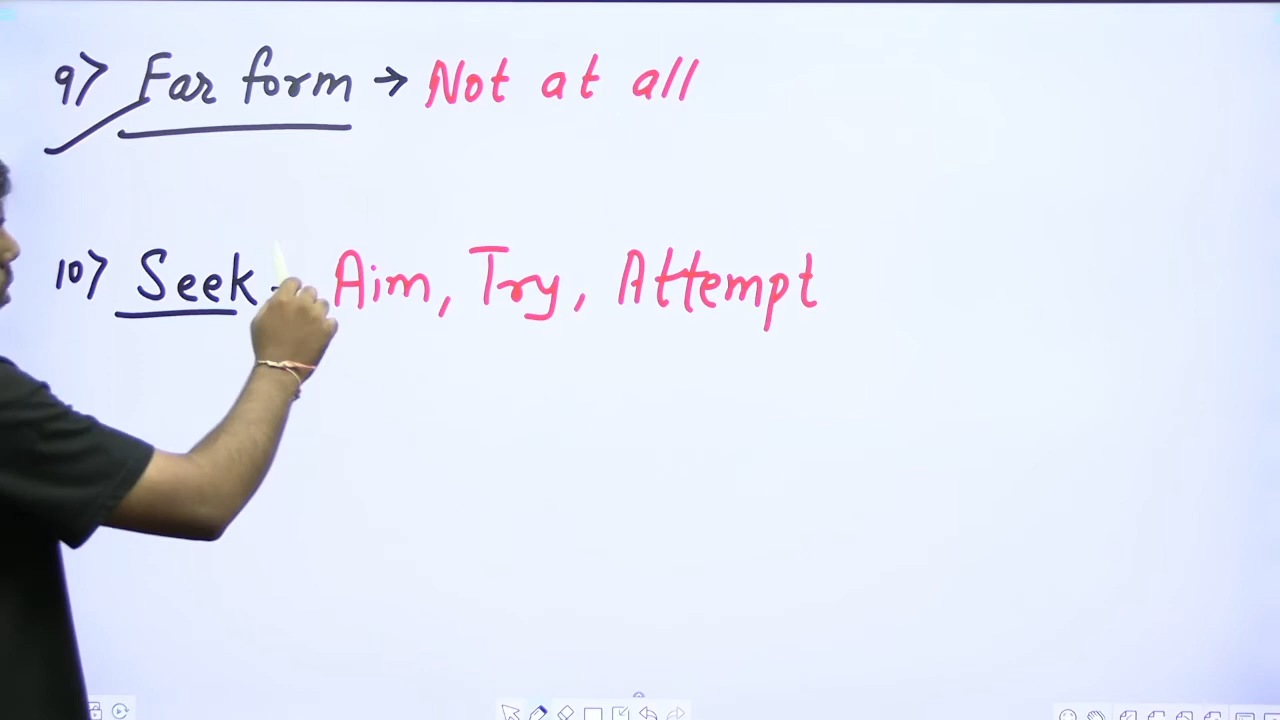 9) Far form → Not at all
10) Seek - Aim, Try, Attempt